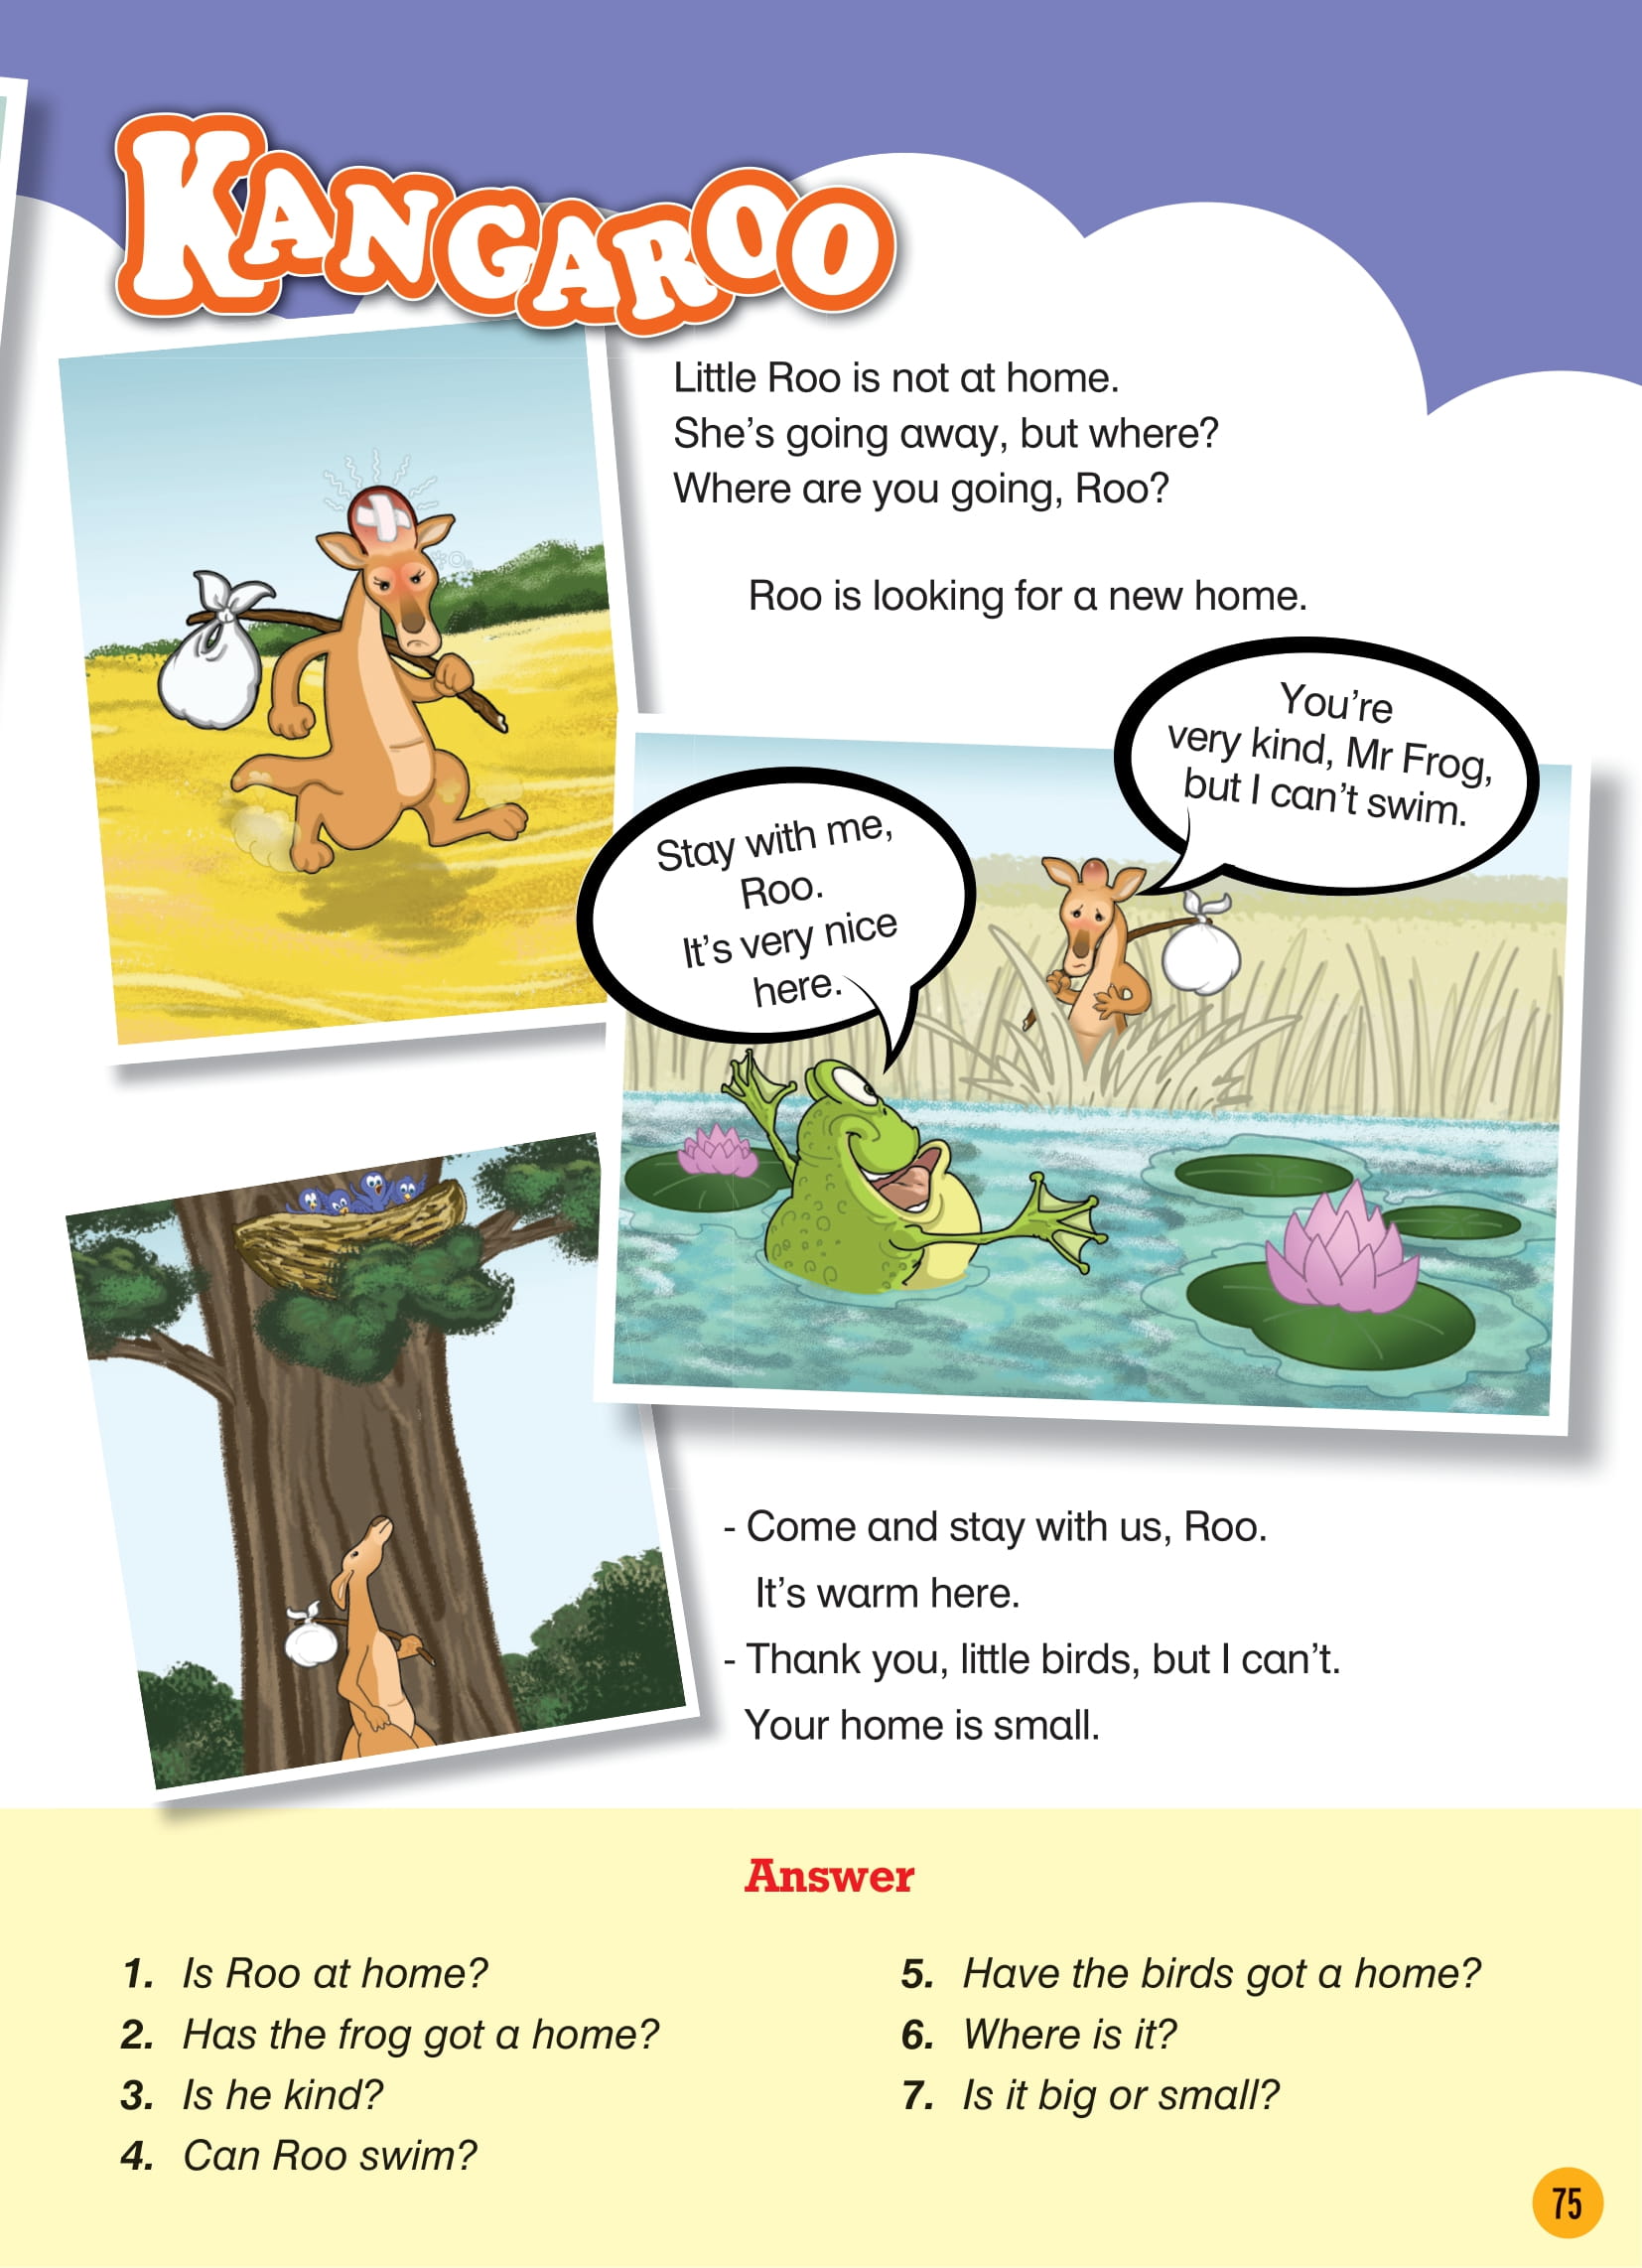 KANGAROO
Little Roo is not at home.
She's going away, but where?
Where are you going, Roo?
Roo is looking for a new home.
You're
very kind, Mr Frog,
but I can't swim.
Stay with me,
Roo.
It's very nice
here.
- Come and stay with us, Roo.
It's warm here.
- Thank you, little birds, but I can't.
Your home is small.
Answer
1. Is Roo at home?
2. Has the frog got a home?
3. Is he kind?
4. Can Roo swim?
5. Have the birds got a home?
6. Where is it?
7. Is it big or small?
75